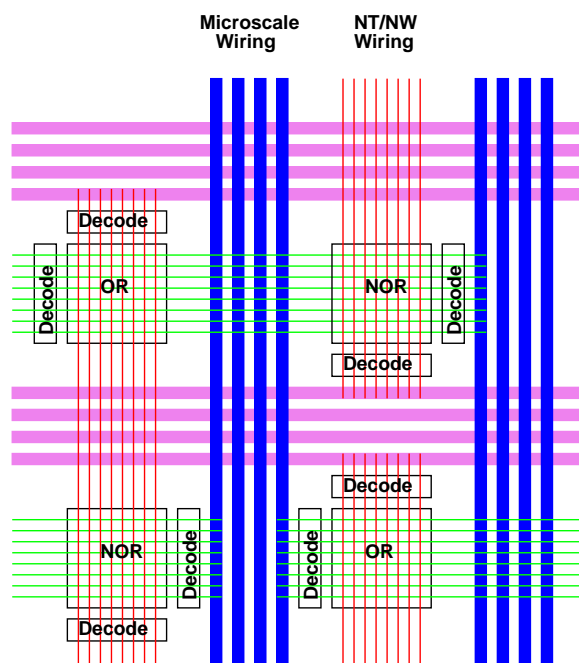 Microscale
Wiring
NT/NW
Wiring
Decode
Decode
OR
NOR
Decode
Decode
Decode
NOR
Decode
Decode
OR
Decode